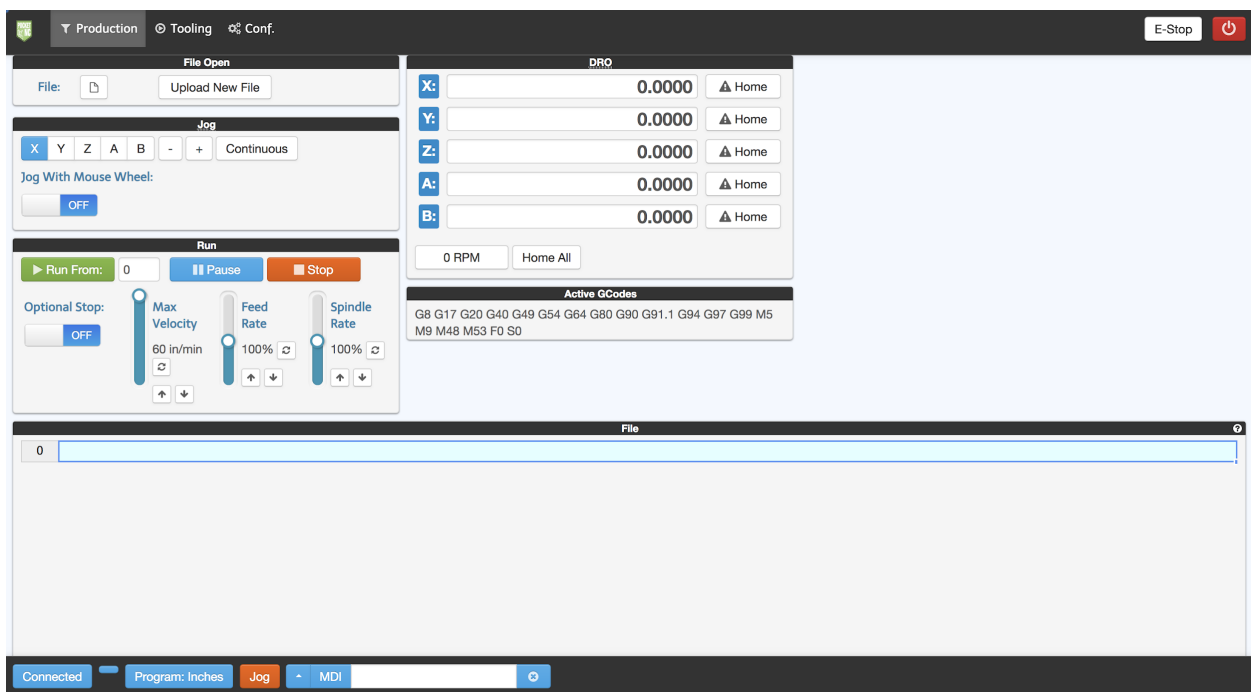 Production Tooling Conf. E-Stop
File Open
File: Upload New File
Jog
X Y Z A B - + Continuous
Jog With Mouse Wheel:
OFF
Run
Run From: 0 Pause Stop
Optional Stop:
OFF
Max
Velocity
60 in/min
Feed
Rate
100%
Spindle
Rate
100%
DRO
X: 0.0000 Home
Y: 0.0000 Home
Z: 0.0000 Home
A: 0.0000 Home
B: 0.0000 Home
0 RPM Home All
Active GCodes
G8 G17 G20 G40 G49 G54 G64 G80 G90 G91.1 G94 G97 G99 M5
M9 M48 M53 F0 S0
File ?
0
Connected Program: Inches Jog MDI